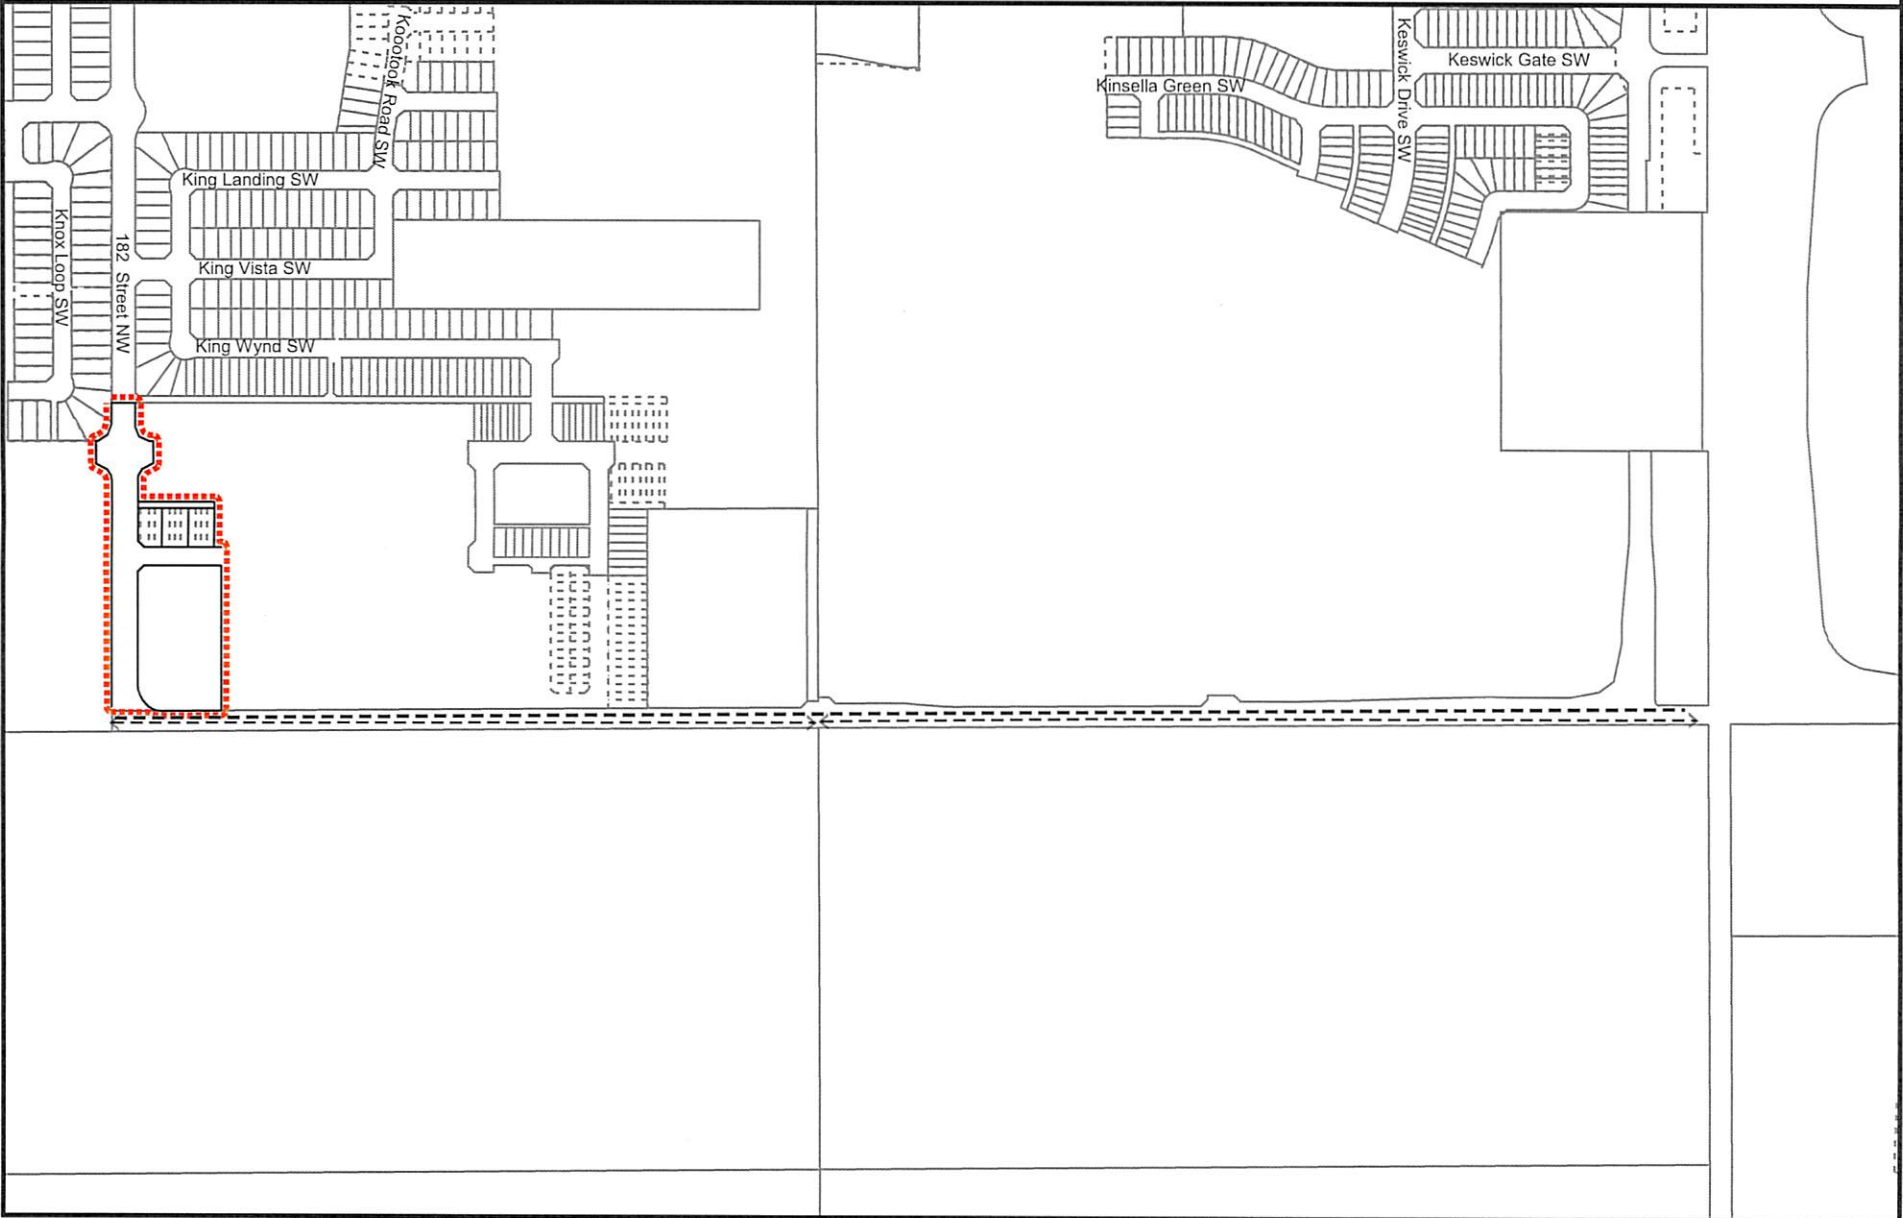 Kootook Road SW
Keswick Drive SW
Keswick Gate SW
Kinsella Green SW
King Landing SW
Knox Loop SW
182 Street NW
King Vista SW
King Wynd SW